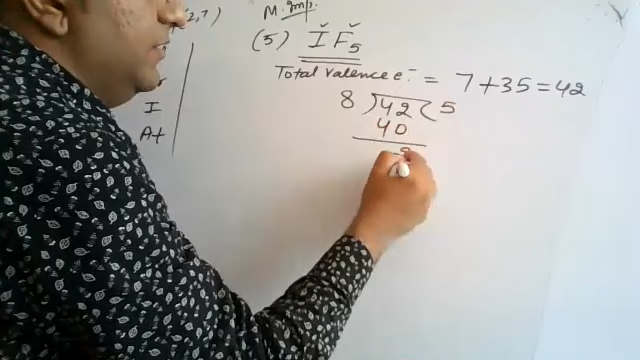 2,7)
M. Imp.
(5) I F5
Total valence e⁻ = 7+35=42
8 ) 42 ( 5
40
2
I
At